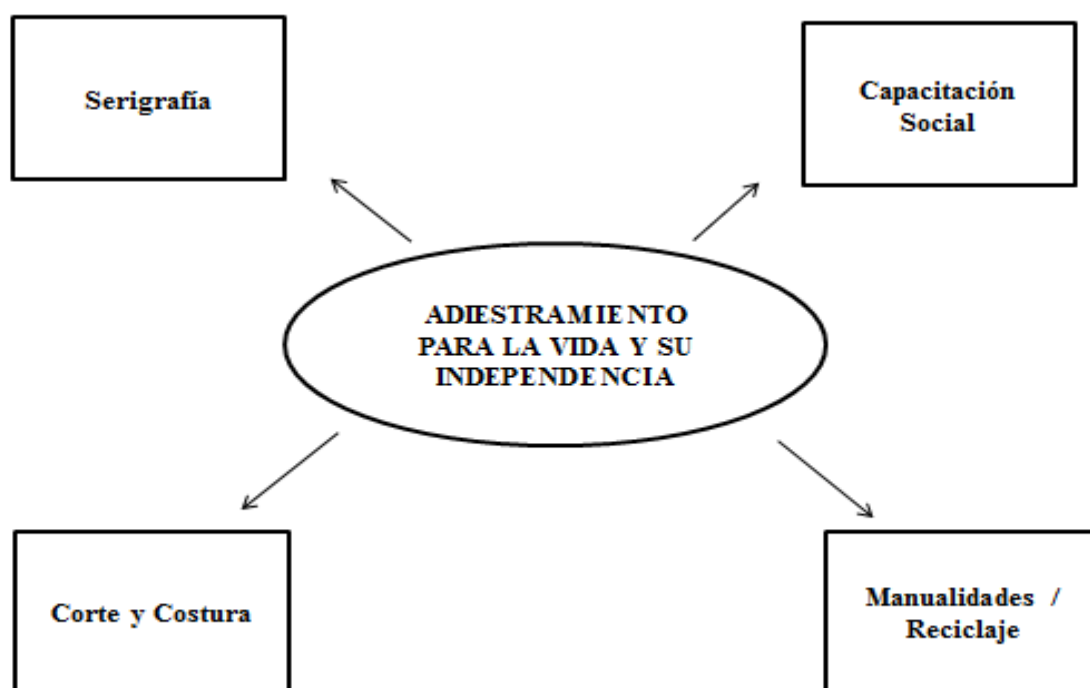 Serigrafía
Capacitación
Social
ADIESTRAMIENTO
PARA LA VIDA Y SU
INDEPENDENCIA
Corte y Costura
Manualidades /
Reciclaje